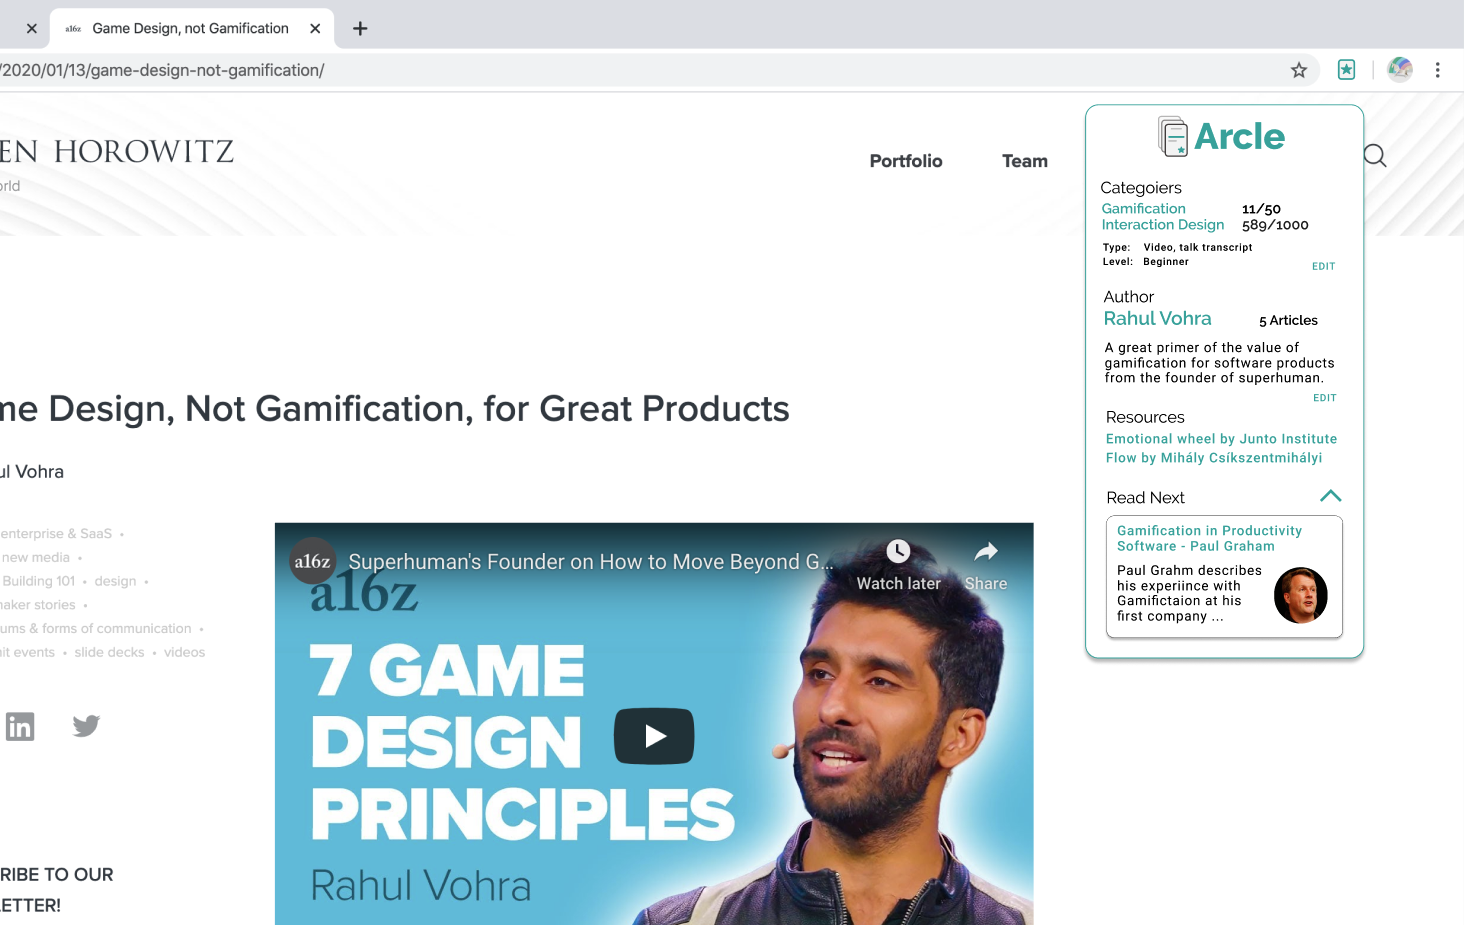 a16z Game Design, not Gamification
/2020/01/13/game-design-not-gamification/
EN HOROWITZ
orld
Portfolio Team
me Design, Not Gamification, for Great Products
ul Vohra
enterprise & SaaS •
new media •
Building 101 • design •
maker stories •
ums & forms of communication •
it events • slide decks • videos
in
RIBE TO OUR
ETTER!
a16z Superhuman's Founder on How to Move Beyond G...
Watch later Share
a16z
7 GAME
DESIGN
PRINCIPLES
Rahul Vohra
Arcle
Categoiers
Gamification 11/50
Interaction Design 589/1000
Type: Video, talk transcript
Level: Beginner
EDIT
Author
Rahul Vohra 5 Articles
A great primer of the value of
gamification for software products
from the founder of superhuman.
EDIT
Resources
Emotional wheel by Junto Institute
Flow by Mihály Csíkszentmihályi
Read Next
Gamification in Productivity
Software - Paul Graham
Paul Grahm describes
his experiince with
Gamifictaion at his
first company ...